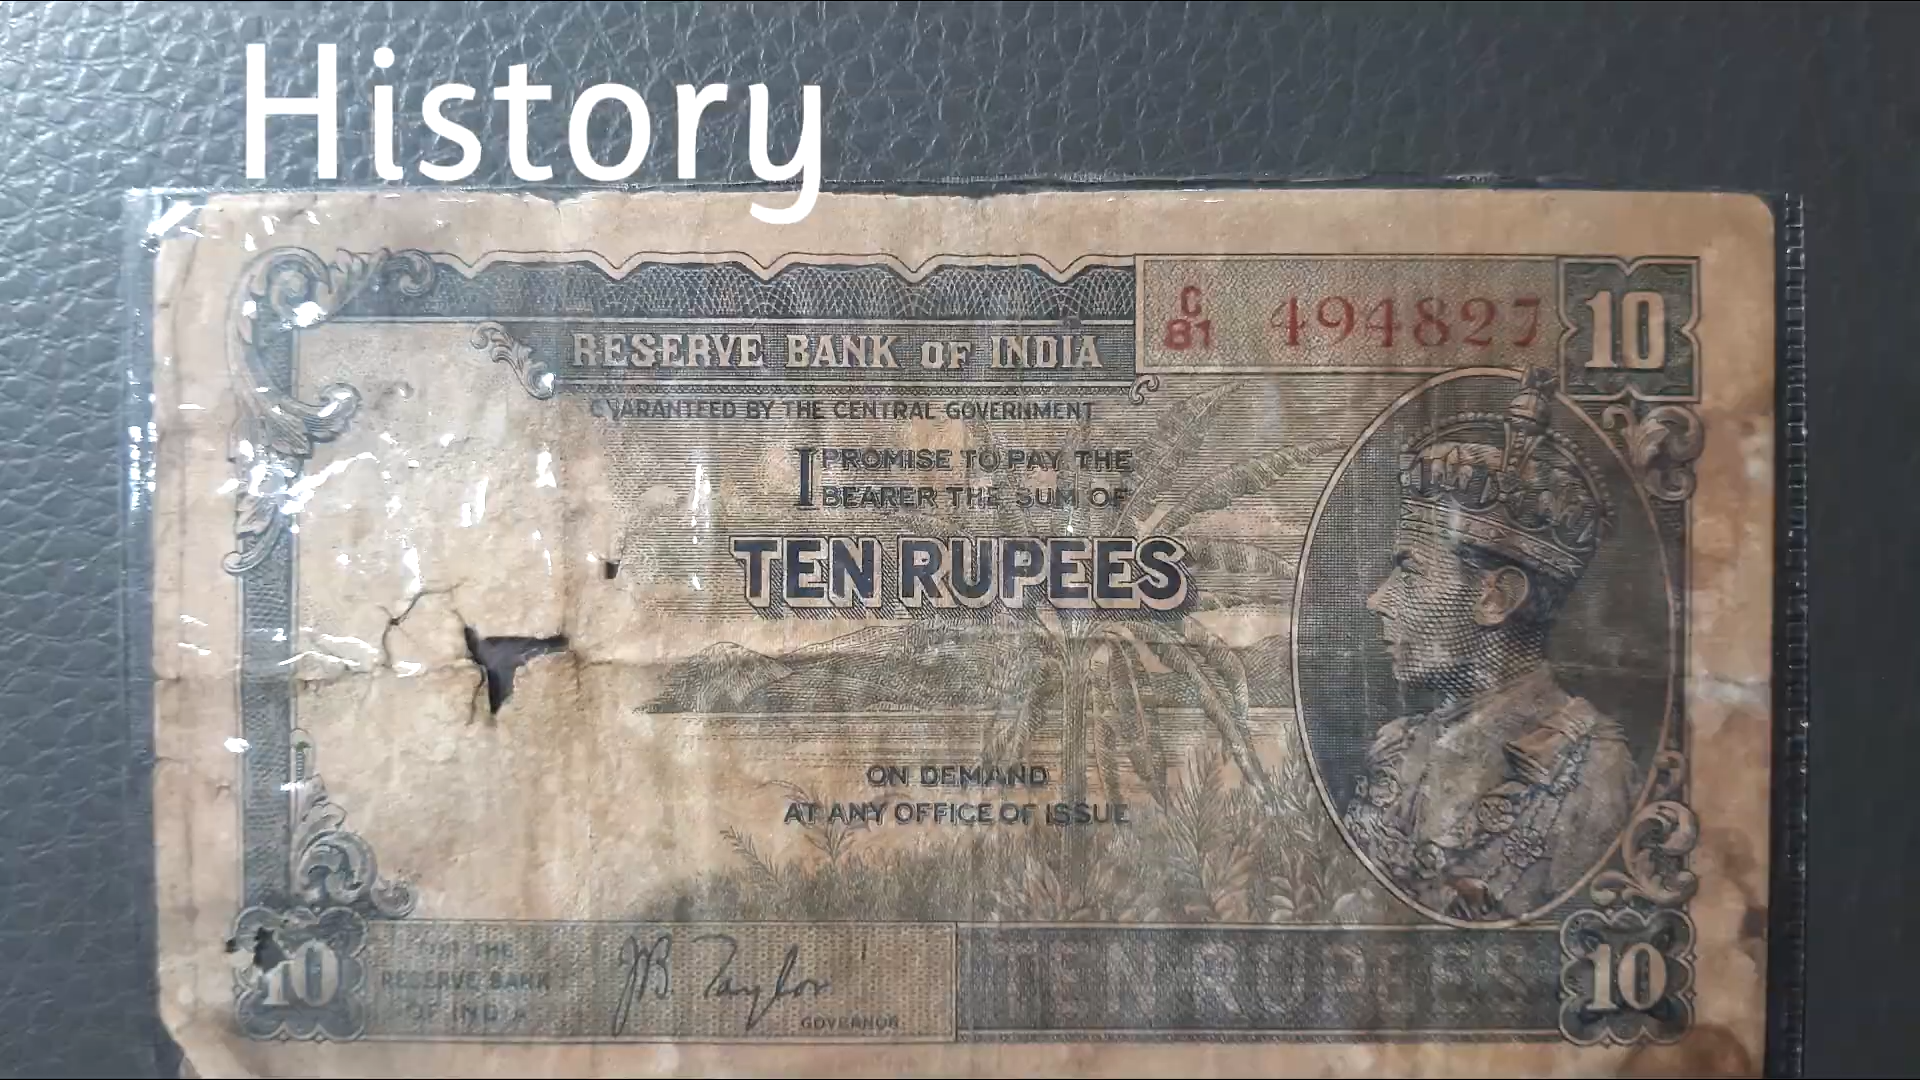 History
C
81 494827 10
RESERVE BANK OF INDIA
GUARANTEED BY THE CENTRAL GOVERNMENT
I PROMISE TO PAY THE
BEARER THE SUM OF
TEN RUPEES
ON DEMAND
AT ANY OFFICE OF ISSUE
10 FOR THE
RESERVE BANK
OF INDIA
JB Taylor
GOVERNOR
TEN RUPEES
10